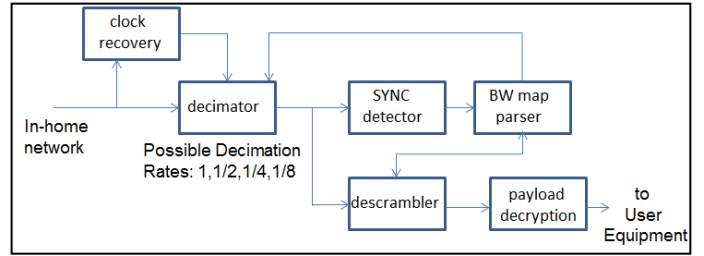 clock
recovery
decimator
SYNC
detector
BW map
parser
In-home
network
Possible Decimation
Rates: 1,1/2,1/4,1/8
descrambler
payload
decryption
to
User
Equipment